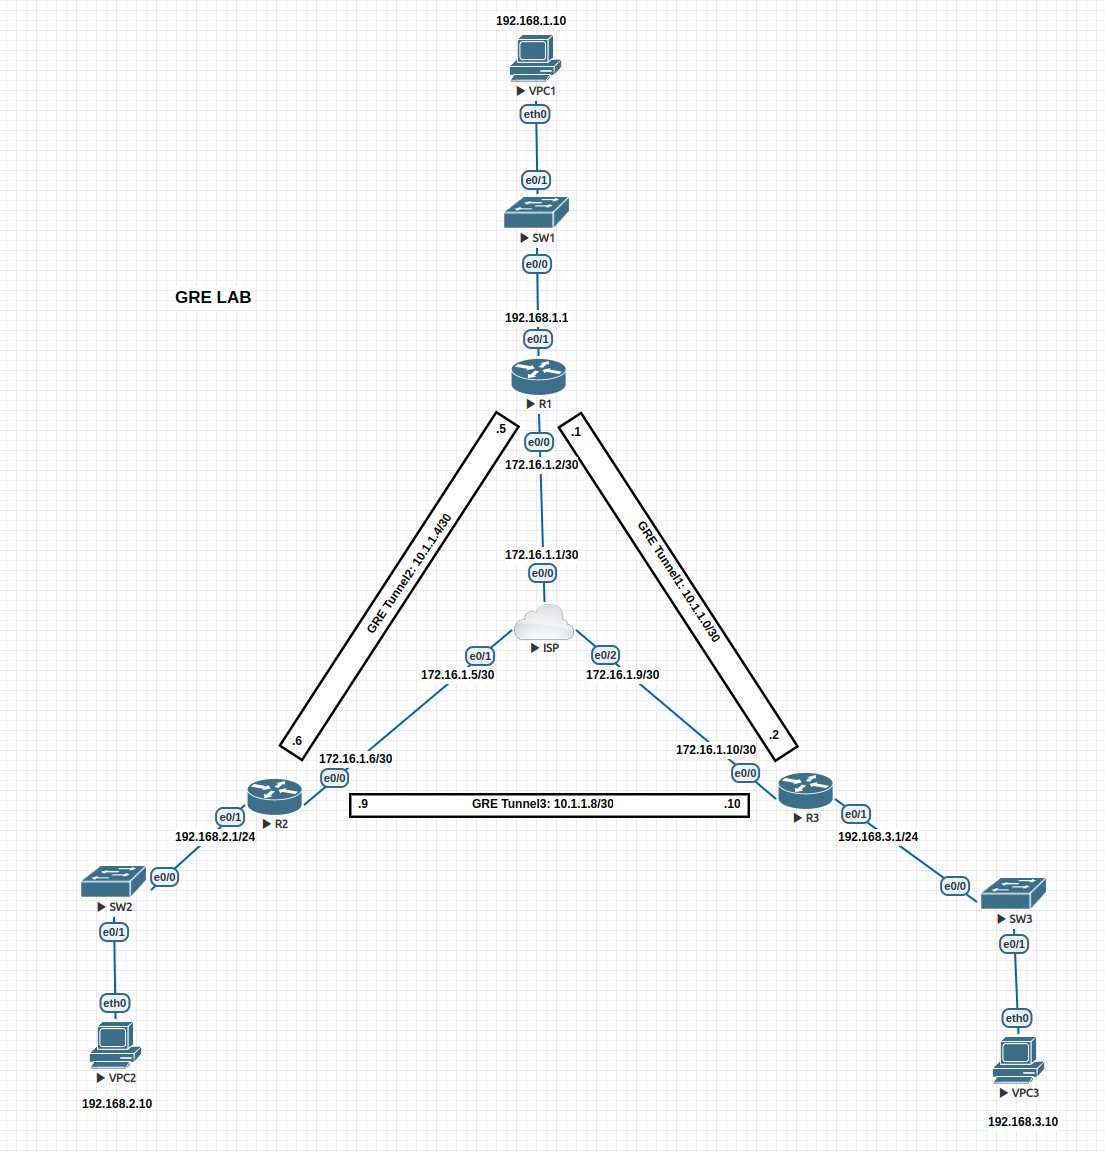 192.168.1.10
VPC1
eth0
e0/1
SW1
e0/0
GRE LAB
192.168.1.1
e0/1
R1
.5
.1
e0/0
172.16.1.2/30
GRE Tunnel2: 10.1.1.4/30
GRE Tunnel1: 10.1.1.0/30
172.16.1.1/30
e0/0
ISP
e0/1
e0/2
172.16.1.5/30
172.16.1.9/30
.6
.2
172.16.1.6/30
172.16.1.10/30
e0/0
e0/0
R2
R3
.9
GRE Tunnel3: 10.1.1.8/30
.10
e0/1
e0/1
192.168.2.1/24
192.168.3.1/24
e0/0
e0/0
SW2
SW3
e0/1
e0/1
eth0
eth0
VPC2
VPC3
192.168.2.10
192.168.3.10